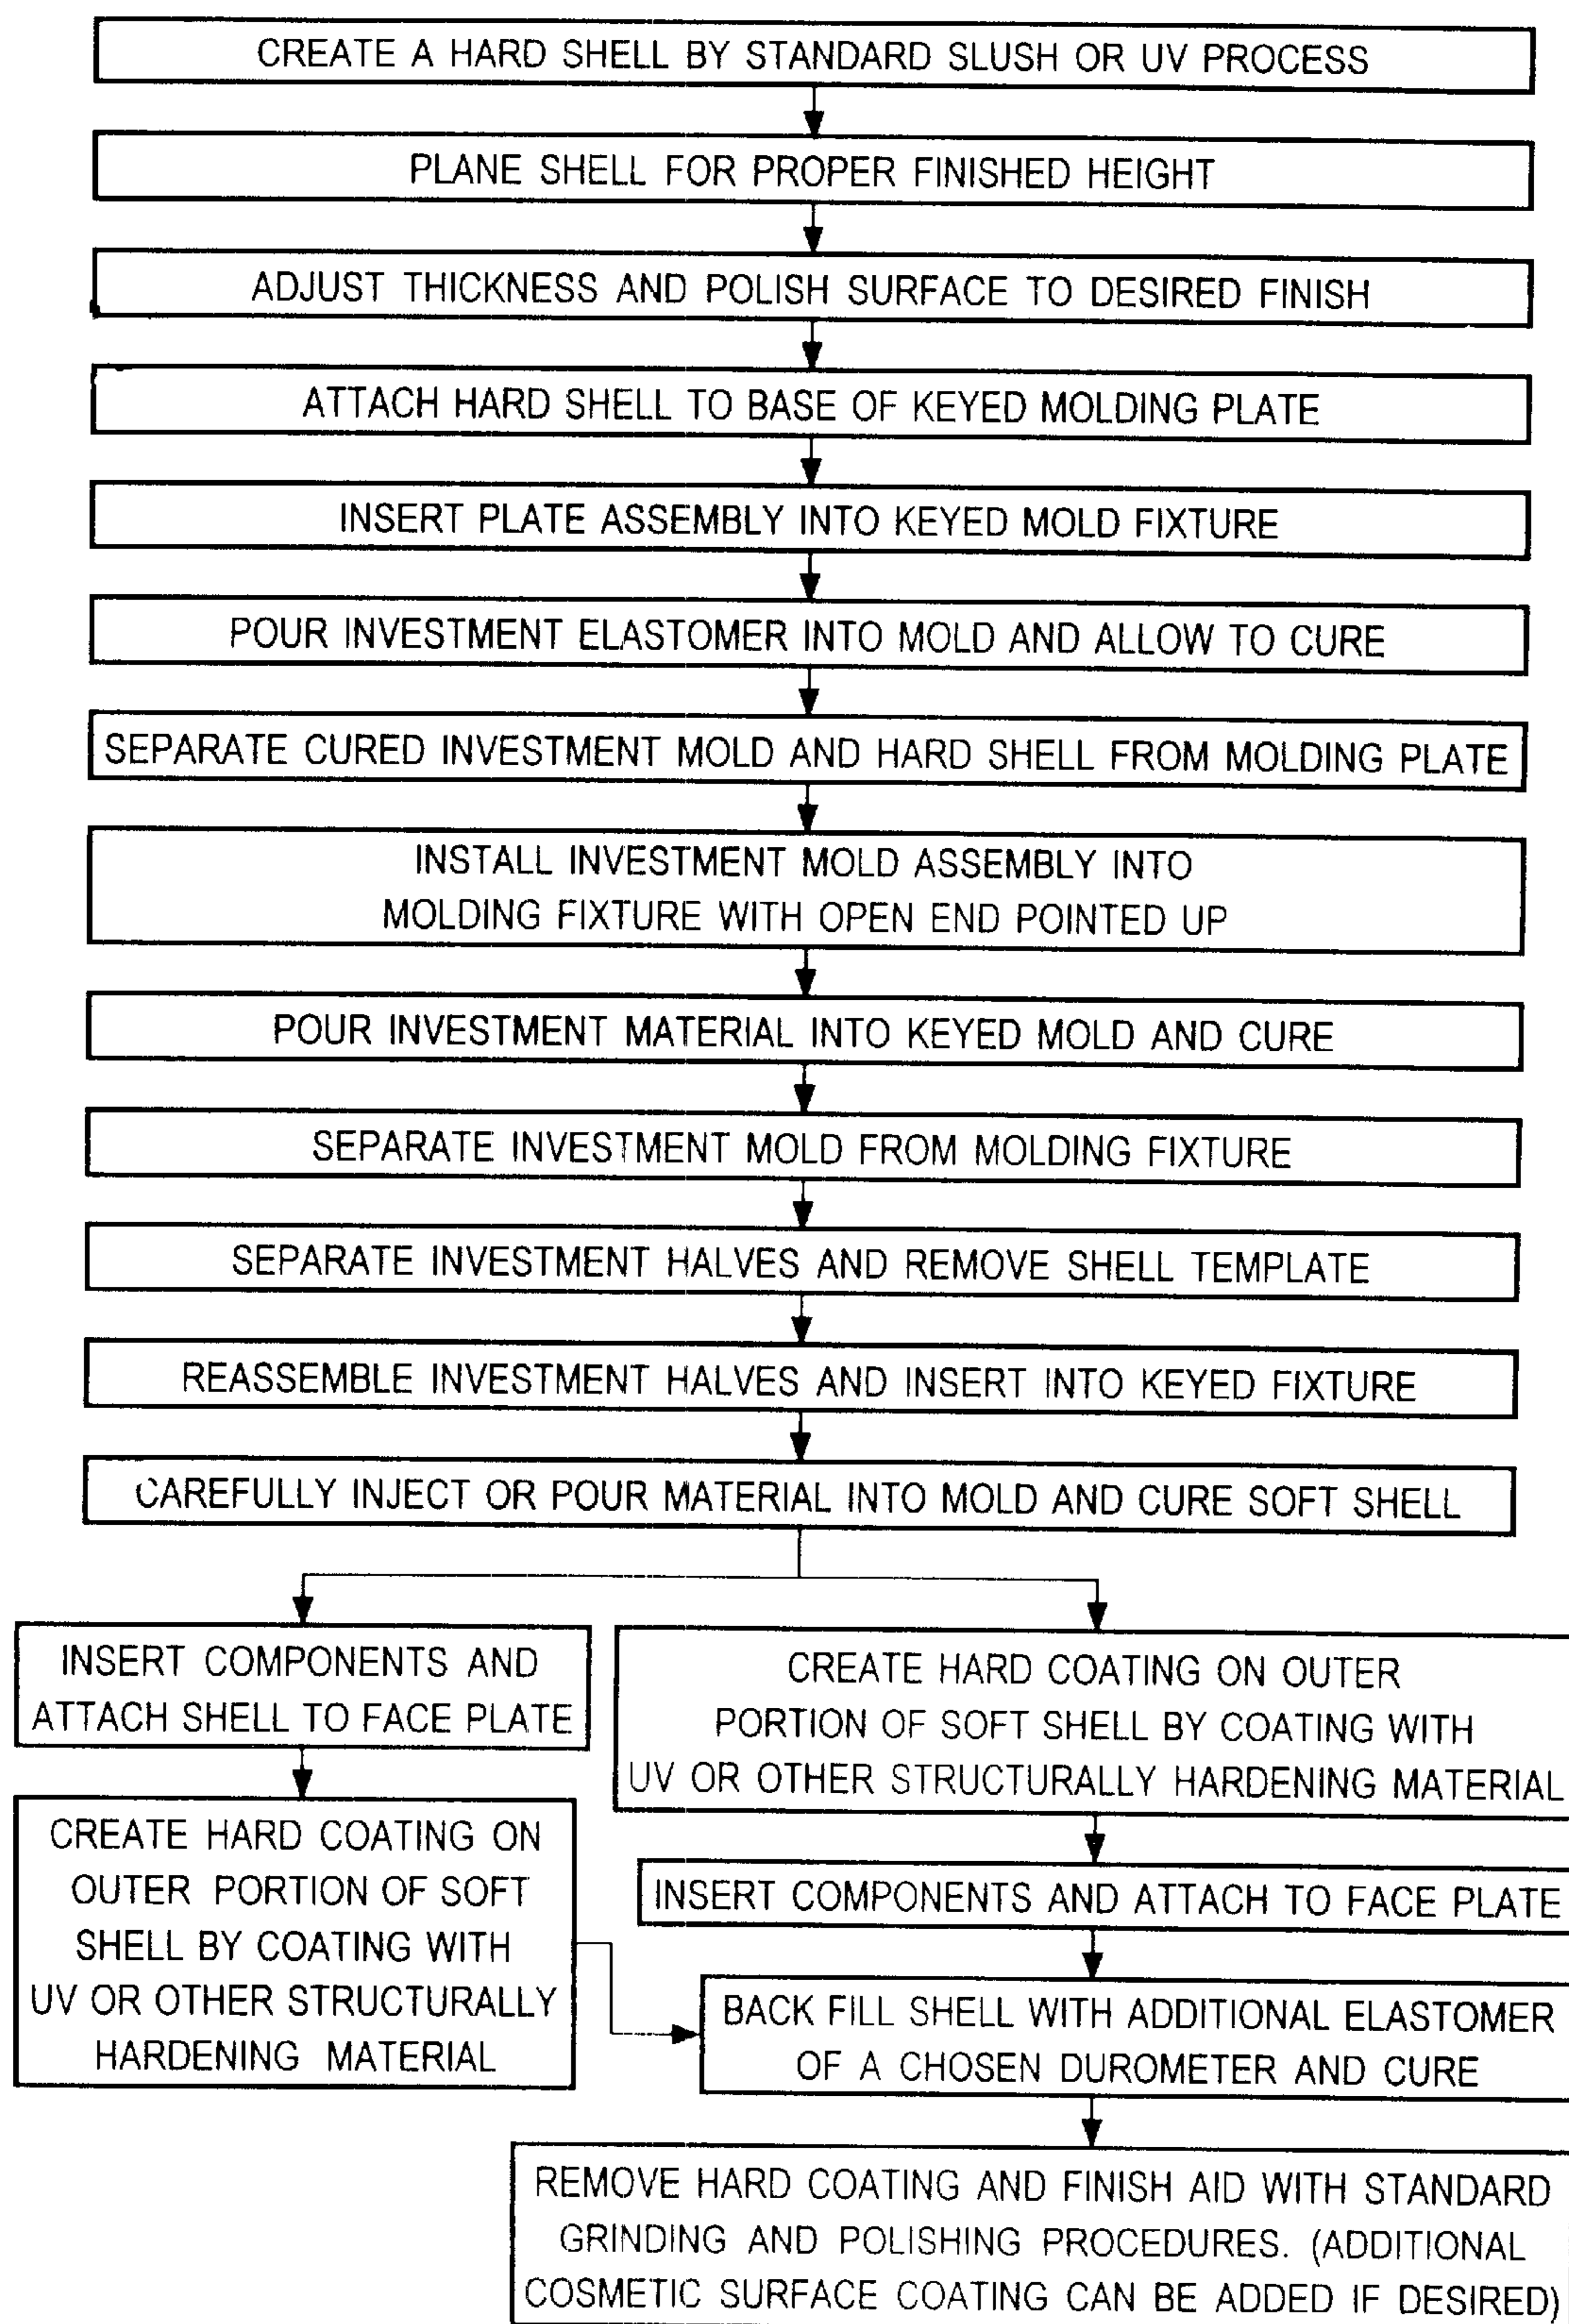 CREATE A HARD SHELL BY STANDARD SLUSH OR UV PROCESS
PLANE SHELL FOR PROPER FINISHED HEIGHT
ADJUST THICKNESS AND POLISH SURFACE TO DESIRED FINISH
ATTACH HARD SHELL TO BASE OF KEYED MOLDING PLATE
INSERT PLATE ASSEMBLY INTO KEYED MOLD FIXTURE
POUR INVESTMENT ELASTOMER INTO MOLD AND ALLOW TO CURE
SEPARATE CURED INVESTMENT MOLD AND HARD SHELL FROM MOLDING PLATE
INSTALL INVESTMENT MOLD ASSEMBLY INTO
MOLDING FIXTURE WITH OPEN END POINTED UP
POUR INVESTMENT MATERIAL INTO KEYED MOLD AND CURE
SEPARATE INVESTMENT MOLD FROM MOLDING FIXTURE
SEPARATE INVESTMENT HALVES AND REMOVE SHELL TEMPLATE
REASSEMBLE INVESTMENT HALVES AND INSERT INTO KEYED FIXTURE
CAREFULLY INJECT OR POUR MATERIAL INTO MOLD AND CURE SOFT SHELL
INSERT COMPONENTS AND
ATTACH SHELL TO FACE PLATE
CREATE HARD COATING ON
OUTER PORTION OF SOFT
SHELL BY COATING WITH
UV OR OTHER STRUCTURALLY
HARDENING MATERIAL
CREATE HARD COATING ON OUTER
PORTION OF SOFT SHELL BY COATING WITH
UV OR OTHER STRUCTURALLY HARDENING MATERIAL
INSERT COMPONENTS AND ATTACH TO FACE PLATE
BACK FILL SHELL WITH ADDITIONAL ELASTOMER
OF A CHOSEN DUROMETER AND CURE
REMOVE HARD COATING AND FINISH AID WITH STANDARD
GRINDING AND POLISHING PROCEDURES. (ADDITIONAL
COSMETIC SURFACE COATING CAN BE ADDED IF DESIRED)